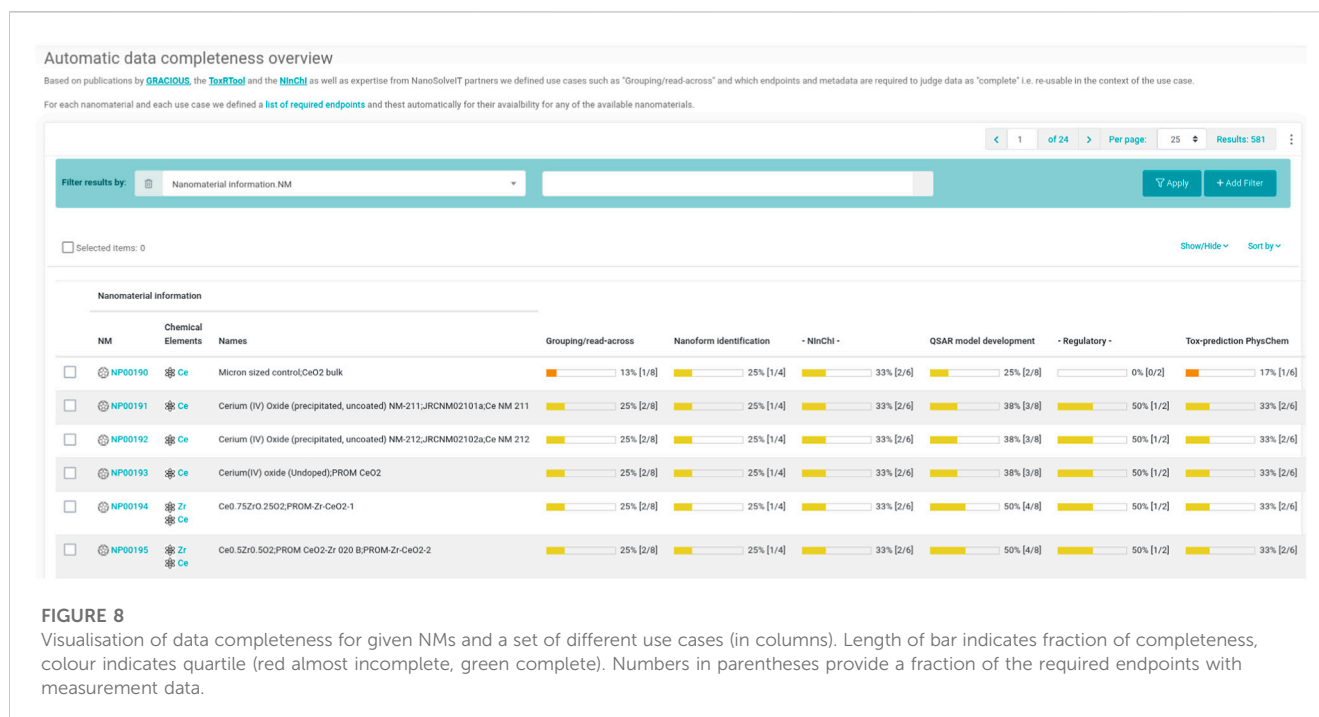 Automatic data completeness overview
Based on publications by GRACIOUS, the ToxRTool and the NInChI as well as expertise from NanoSolveIT partners we defined use cases such as "Grouping/read-across" and which endpoints and metadata are required to judge data as "complete" i.e. re-usable in the context of the use case.
For each nanomaterial and each use case we defined a list of required endpoints and thest automatically for their avaialbility for any of the available nanomaterials.
1 of 24 Per page: 25 Results: 581
Filter results by: Nanomaterial information.NM Apply + Add Filter
Selected items: 0 Show/Hide Sort by
Nanomaterial information
Chemical
NM Elements Names Grouping/read-across Nanoform identification - NInChI - QSAR model development - Regulatory - Tox-prediction PhysChem
NP00190 Ce Micron sized control;CeO2 bulk 13% [1/8] 25% [1/4] 33% [2/6] 25% [2/8] 0% [0/2] 17% [1/6]
NP00191 Ce Cerium (IV) Oxide (precipitated, uncoated) NM-211;JRCNM02101a;Ce NM 211 25% [2/8] 25% [1/4] 33% [2/6] 38% [3/8] 50% [1/2] 33% [2/6]
NP00192 Ce Cerium (IV) Oxide (precipitated, uncoated) NM-212;JRCNM02102a;Ce NM 212 25% [2/8] 25% [1/4] 33% [2/6] 38% [3/8] 50% [1/2] 33% [2/6]
NP00193 Ce Cerium(IV) oxide (Undoped);PROM CeO2 25% [2/8] 25% [1/4] 33% [2/6] 38% [3/8] 50% [1/2] 33% [2/6]
NP00194 Zr Ce0.75Zr0.25O2;PROM-Zr-CeO2-1 25% [2/8] 25% [1/4] 33% [2/6] 50% [4/8] 50% [1/2] 33% [2/6]
Ce
NP00195 Zr Ce0.5Zr0.5O2;PROM CeO2-Zr 020 B;PROM-Zr-CeO2-2 25% [2/8] 25% [1/4] 33% [2/6] 50% [4/8] 50% [1/2] 33% [2/6]
Ce
FIGURE 8
Visualisation of data completeness for given NMs and a set of different use cases (in columns). Length of bar indicates fraction of completeness,
colour indicates quartile (red almost incomplete, green complete). Numbers in parentheses provide a fraction of the required endpoints with
measurement data.